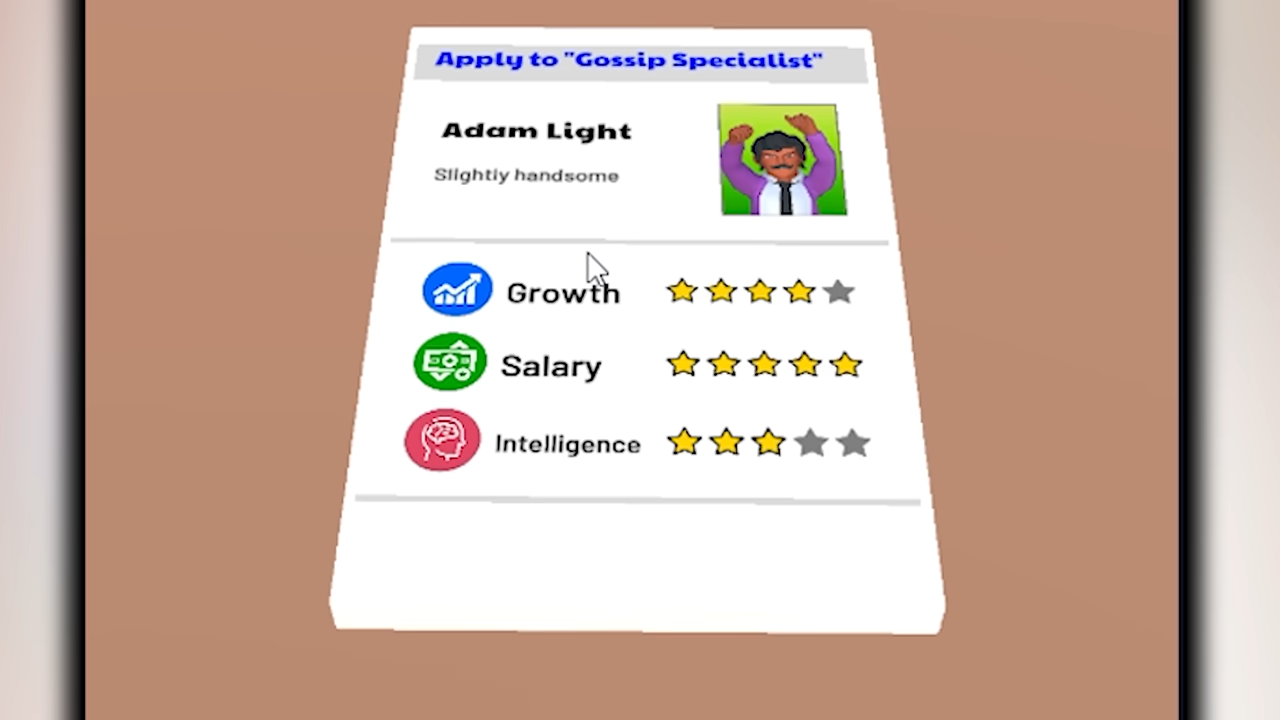 Apply to "Gossip Specialist"
Adam Light
Slightly handsome
Growth
Salary
Intelligence